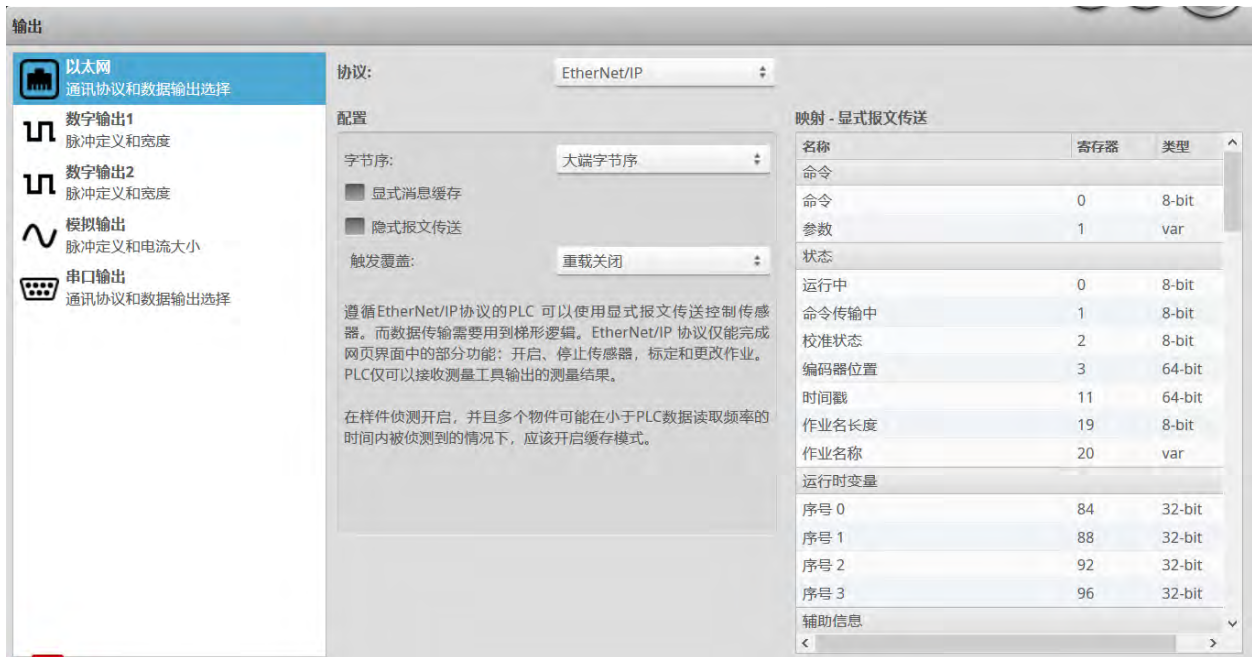 输出
以太网
通讯协议和数据输出选择
数字输出1
脉冲定义和宽度
数字输出2
脉冲定义和宽度
模拟输出
脉冲定义和电流大小
串口输出
通讯协议和数据输出选择
协议: EtherNet/IP
配置
字节序: 大端字节序
显式消息缓存
隐式报文传送
触发覆盖: 重载关闭
遵循EtherNet/IP协议的PLC 可以使用显式报文传送控制传感
器。而数据传输需要用到梯形逻辑。EtherNet/IP 协议仅能完成
网页界面中的部分功能：开启、停止传感器，标定和更改作业。
PLC仅可以接收测量工具输出的测量结果。
在样件侦测开启，并且多个物件可能在小于PLC数据读取频率的
时间内被侦测到的情况下，应该开启缓存模式。
映射 - 显式报文传送
名称 寄存器 类型
命令
命令 0 8-bit
参数 1 var
状态
运行中 0 8-bit
命令传输中 1 8-bit
校准状态 2 8-bit
编码器位置 3 64-bit
时间戳 11 64-bit
作业名长度 19 8-bit
作业名称 20 var
运行时变量
序号 0 84 32-bit
序号 1 88 32-bit
序号 2 92 32-bit
序号 3 96 32-bit
辅助信息